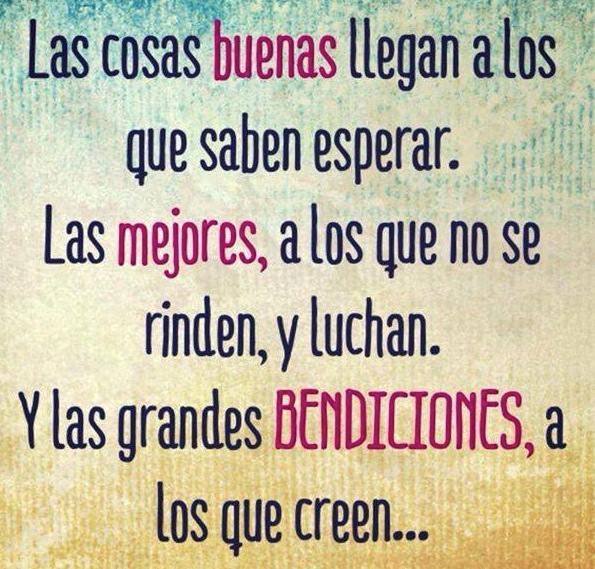 Las cosas buenas llegan a los
que saben esperar.
Las mejores, a los que no se
rinden, y luchan.
Y las grandes BENDICIONES, a
los que creen...